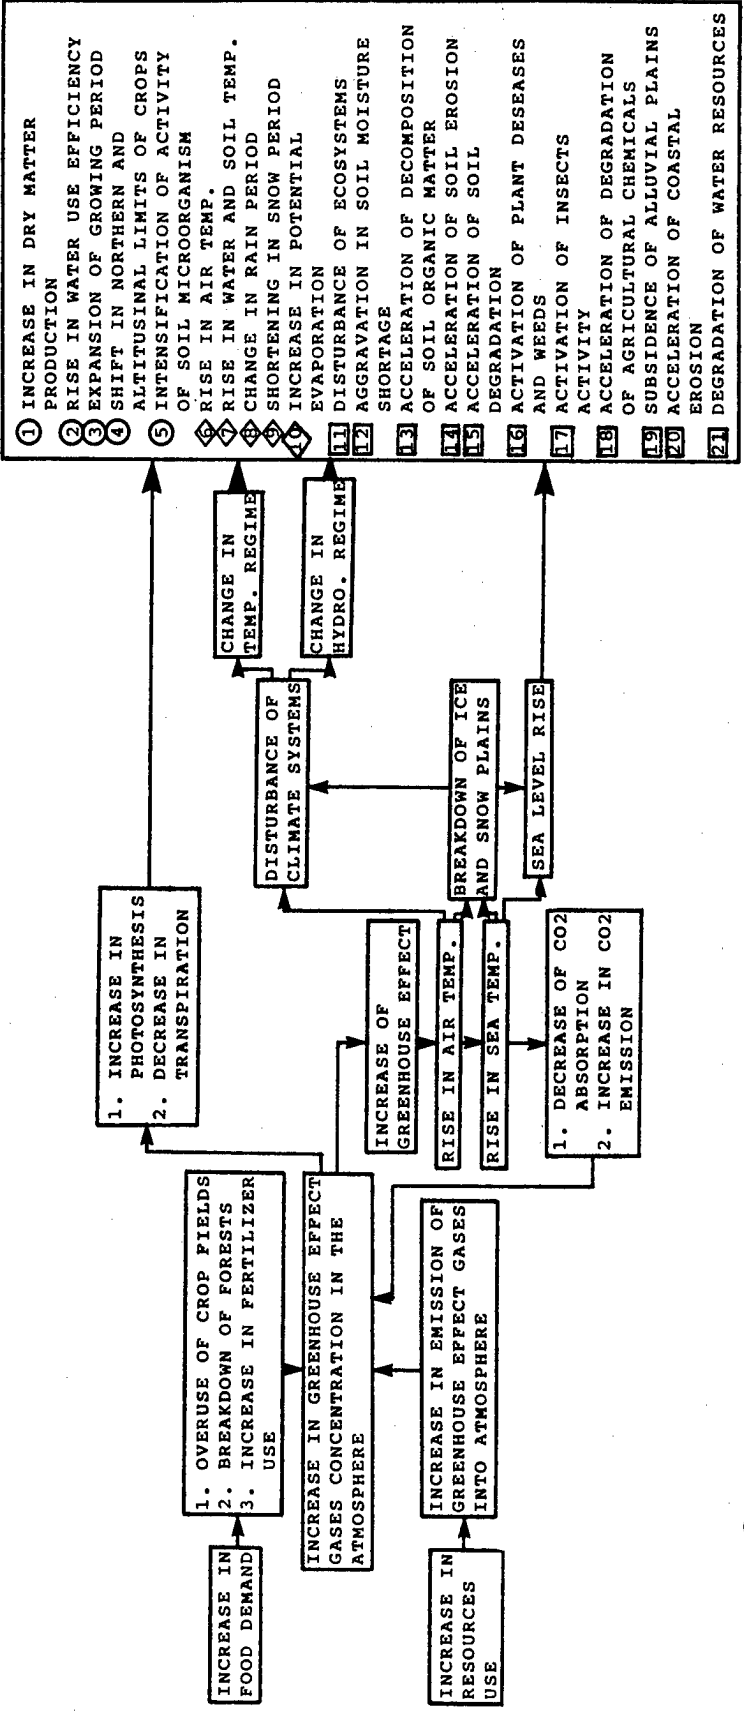 INCREASE IN
FOOD DEMAND
1. OVERUSE OF CROP FIELDS
2. BREAKDOWN OF FORESTS
3. INCREASE IN FERTILIZER
USE
INCREASE IN GREENHOUSE EFFECT
GASES CONCENTRATION IN THE
ATMOSPHERE
INCREASE IN EMISSION OF
GREENHOUSE EFFECT GASES
INTO ATMOSPHERE
INCREASE IN
RESOURCES
USE
1. INCREASE IN
PHOTOSYNTHESIS
2. DECREASE IN
TRANSPIRATION
INCREASE OF
GREENHOUSE EFFECT
RISE IN AIR TEMP.
RISE IN SEA TEMP.
1. DECREASE OF CO2
ABSORPTION
2. INCREASE IN CO2
EMISSION
DISTURBANCE OF
CLIMATE SYSTEMS
BREAKDOWN OF ICE
AND SNOW PLAINS
SEA LEVEL RISE
CHANGE IN
TEMP. REGIME
CHANGE IN
HYDRO. REGIME
1 INCREASE IN DRY MATTER
PRODUCTION
2 RISE IN WATER USE EFFICIENCY
3 EXPANSION OF GROWING PERIOD
4 SHIFT IN NORTHERN AND
ALTITUSINAL LIMITS OF CROPS
5 INTENSIFICATION OF ACTIVITY
OF SOIL MICROORGANISM
6 RISE IN AIR TEMP.
7 RISE IN WATER AND SOIL TEMP.
8 CHANGE IN RAIN PERIOD
9 SHORTENING IN SNOW PERIOD
10 INCREASE IN POTENTIAL
EVAPORATION
11 DISTURBANCE OF ECOSYSTEMS
12 AGGRAVATION IN SOIL MOISTURE
SHORTAGE
13 ACCELERATION OF DECOMPOSITION
OF SOIL ORGANIC MATTER
14 ACCELERATION OF SOIL EROSION
15 ACCELERATION OF SOIL
DEGRADATION
16 ACTIVATION OF PLANT DESEASES
AND WEEDS
17 ACTIVATION OF INSECTS
ACTIVITY
18 ACCELERATION OF DEGRADATION
OF AGRICULTURAL CHEMICALS
19 SUBSIDENCE OF ALLUVIAL PLAINS
20 ACCELERATION OF COASTAL
EROSION
21 DEGRADATION OF WATER RESOURCES